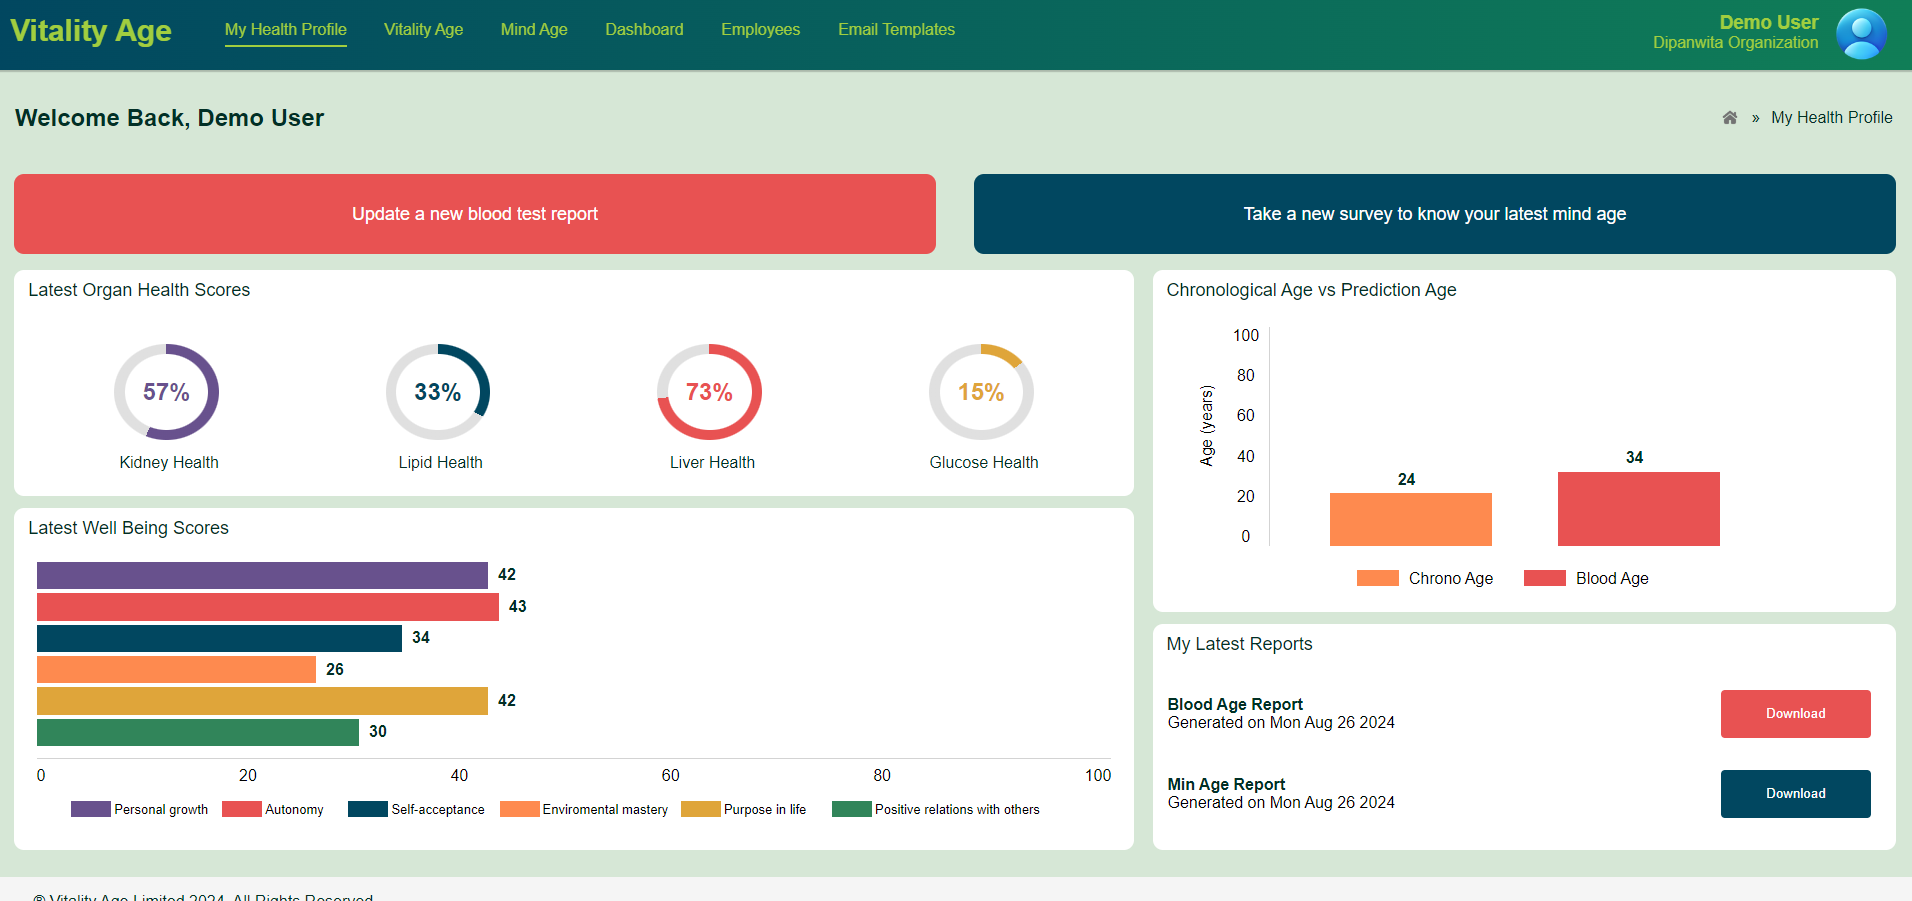 Vitality Age
My Health Profile
Vitality Age
Mind Age
Dashboard
Employees
Email Templates
Demo User
Dipanwita Organization
Welcome Back, Demo User
» My Health Profile
Update a new blood test report
Take a new survey to know your latest mind age
Latest Organ Health Scores
57%
33%
73%
15%
Kidney Health
Lipid Health
Liver Health
Glucose Health
Chronological Age vs Prediction Age
100
80
60
40
20
0
Age (years)
24
34
Chrono Age
Blood Age
Latest Well Being Scores
42
43
34
26
42
30
0
20
40
60
80
100
Personal growth
Autonomy
Self-acceptance
Enviromental mastery
Purpose in life
Positive relations with others
My Latest Reports
Blood Age Report
Generated on Mon Aug 26 2024
Download
Min Age Report
Generated on Mon Aug 26 2024
Download
® Vitality Age Limited 2024. All Rights Reserved